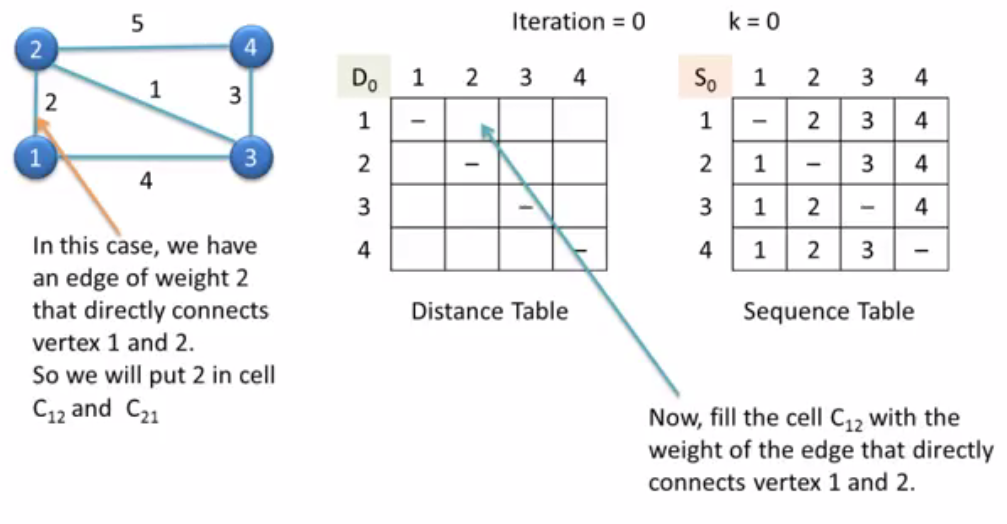 Iteration = 0 k = 0
5
2 4
2 1 3
1 3
4
D₀ 1 2 3 4
1 –
2 –
3 –
4 –
Distance Table
S₀ 1 2 3 4
1 – 2 3 4
2 1 – 3 4
3 1 2 – 4
4 1 2 3 –
Sequence Table
In this case, we have
an edge of weight 2
that directly connects
vertex 1 and 2.
So we will put 2 in cell
C₁₂ and C₂₁
Now, fill the cell C₁₂ with the
weight of the edge that directly
connects vertex 1 and 2.